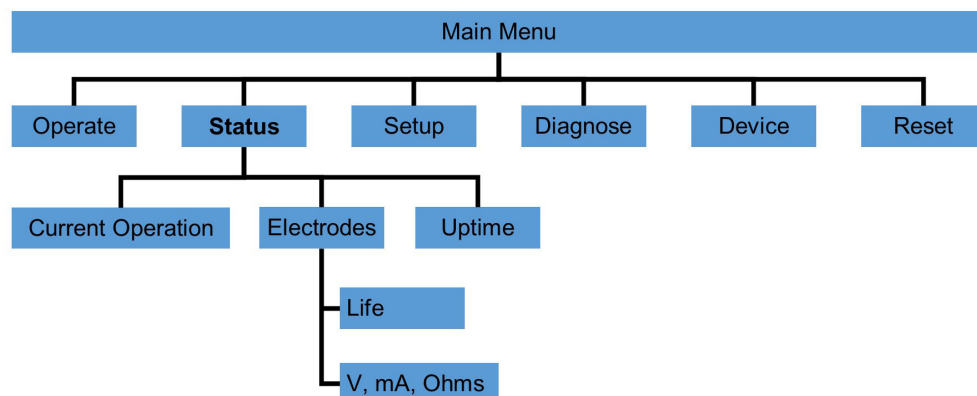 Main Menu
Operate
Status
Setup
Diagnose
Device
Reset
Current Operation
Electrodes
Uptime
Life
V, mA, Ohms